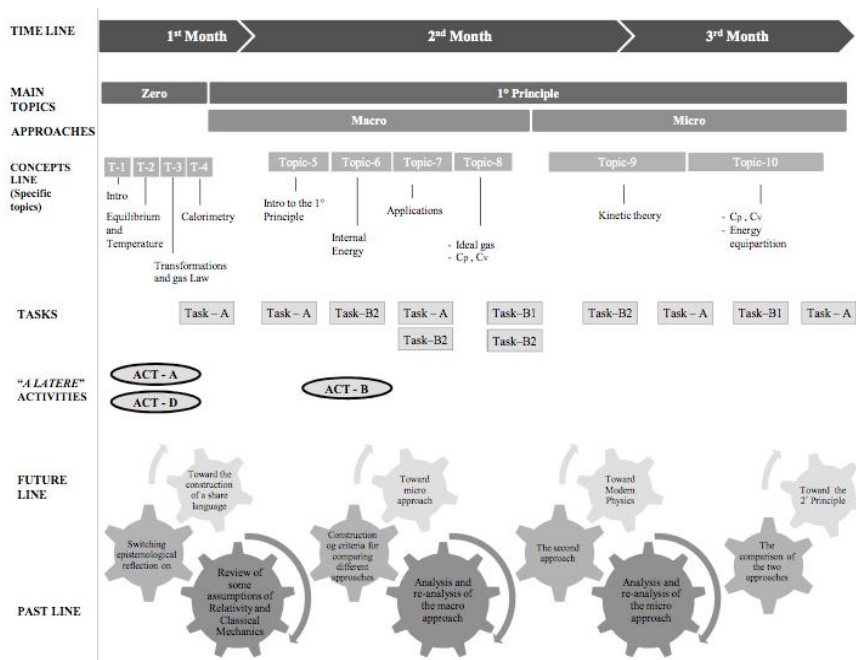 TIME LINE
1st Month
2nd Month
3rd Month
MAIN
TOPICS
Zero
1° Principle
APPROACHES
Macro
Micro
CONCEPTS
LINE
(Specific
topics)
T-1
T-2
T-3
T-4
Topic-5
Topic-6
Topic-7
Topic-8
Topic-9
Topic-10
Intro
Equilibrium
and
Temperature
Transformations
and gas Law
Calorimetry
Intro to the 1°
Principle
Internal
Energy
Applications
- Ideal gas
- Cp , Cv
Kinetic theory
- Cp , Cv
- Energy
equipartition
TASKS
Task – A
Task – A
Task–B2
Task – A
Task–B1
Task–B2
Task – A
Task–B1
Task – A
Task–B2
Task–B2
"A LATERE"
ACTIVITIES
ACT - A
ACT - D
ACT - B
FUTURE
LINE
Toward the
construction
of a share
language
Toward
micro
approach
Toward
Modern
Physics
Toward the
2° Principle
Switching
epistemological
reflection on
Construction
og criteria for
comparing
different
approaches
The second
approach
The
comparison of
the two
approaches
PAST LINE
Review of
some
assumptions of
Relativity and
Classical
Mechanics
Analysis and
re-analysis of
the macro
approach
Analysis and
re-analysis of
the micro
approach